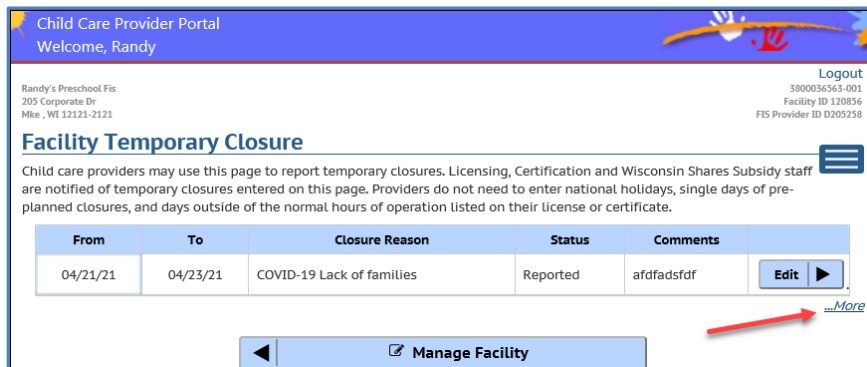 Child Care Provider Portal
Welcome, Randy
Logout
Randy's Preschool Fis
205 Corporate Dr
Mke , WI 12121-2121
3800036563-001
Facility ID 120856
FIS Provider ID D205258
Facility Temporary Closure
Child care providers may use this page to report temporary closures. Licensing, Certification and Wisconsin Shares Subsidy staff
are notified of temporary closures entered on this page. Providers do not need to enter national holidays, single days of pre-
planned closures, and days outside of the normal hours of operation listed on their license or certificate.
From To Closure Reason Status Comments
04/21/21 04/23/21 COVID-19 Lack of families Reported afdfadsfdf Edit
...More
Manage Facility